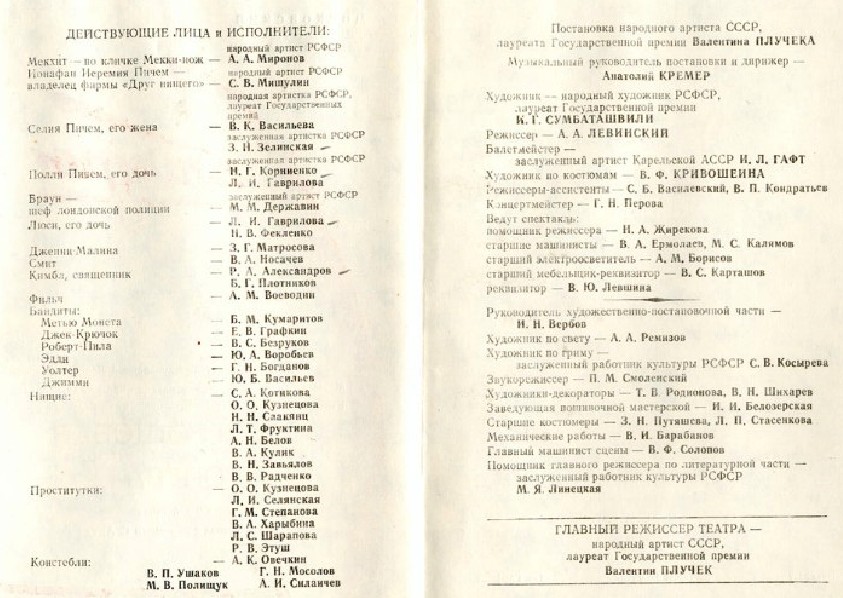 ДЕЙСТВУЮЩИЕ ЛИЦА и ИСПОЛНИТЕЛИ:
народный артист РСФСР
Мекхит — по кличке Мекки-нож — А. А. Миронов
Ионафан Иеремия Пичем — народный артист РСФСР
владелец фирмы «Друг нищего» — С. В. Мишулин
народная артистка РСФСР,
лауреат Государственных
премий
Селия Пичем, его жена — В. К. Васильева
заслуженная артистка РСФСР
З. Н. Зелинская
заслуженная артистка РСФСР
Полли Пичем, его дочь — Н. Г. Корниенко
Л. И. Гаврилова
Браун — заслуженный артист РСФСР
шеф лондонской полиции — М. М. Державин
Люси, его дочь — Л. И. Гаврилова
Н. В. Фекленко
Дженни-Малина — З. Г. Матросова
Смит — В. А. Носачев
Кимбл, священник — Р. А. Александров
Б. Г. Плотников
Фильч — А. М. Воеводин
Бандиты:
Метью Монета — Б. М. Кумаритов
Джек-Крючок — Е. В. Графкин
Роберт-Пила — В. С. Безруков
Эдди — Ю. А. Воробьев
Уолтер — Г. Н. Богданов
Джимми — Ю. Б. Васильев
Нищие: — С. А. Котикова
О. О. Кузнецова
Н. Н. Саакянц
Л. Т. Фруктина
А. Н. Белов
В. А. Кулик
В. Н. Завьялов
В. В. Радченко
Проститутки: — О. О. Кузнецова
Л. И. Селянская
Г. М. Степанова
В. А. Харыбина
Л. С. Шарапова
Р. В. Этуш
Констебли: — А. К. Овечкин
В. П. Ушаков Г. Н. Мосолов
М. В. Полищук А. И. Силаичев
Постановка народного артиста СССР,
лауреата Государственной премии Валентина ПЛУЧЕКА
Музыкальный руководитель постановки и дирижер —
Анатолий КРЕМЕР
Художник — народный художник РСФСР,
лауреат Государственной премии
К. Г. СУМБАТАШВИЛИ
Режиссер — А. А. ЛЕВИНСКИЙ
Балетмейстер —
заслуженный артист Карельской АССР И. Л. ГАФТ
Художник по костюмам — В. Ф. КРИВОШЕИНА
Режиссеры-ассистенты — С. Б. Василевский, В. П. Кондратьев
Концертмейстер — Г. Н. Перова
Ведут спектакль:
помощник режиссера — Н. А. Жирекова
старшие машинисты — В. А. Ермолаев, М. С. Калямов
старший электроосветитель — А. М. Борисов
старший мебельщик-реквизитор — В. С. Карташов
реквизитор — В. Ю. Левшина
Руководитель художественно-постановочной части —
Н. Н. Вербов
Художник по свету — А. А. Ремизов
Художник по гриму —
заслуженный работник культуры РСФСР С. В. Косырева
Звукорежиссер — П. М. Смоленский
Художники-декораторы — Т. В. Родионова, В. Н. Шихарев
Заведующая пошивочной мастерской — И. И. Белозерская
Старшие костюмеры — З. Н. Путяшева, Л. П. Стасенкова
Механические работы — В. И. Барабанов
Главный машинист сцены — В. Ф. Солопов
Помощник главного режиссера по литературной части —
заслуженный работник культуры РСФСР
М. Я. Линецкая
ГЛАВНЫЙ РЕЖИССЕР ТЕАТРА —
народный артист СССР,
лауреат Государственной премии
Валентин ПЛУЧЕК